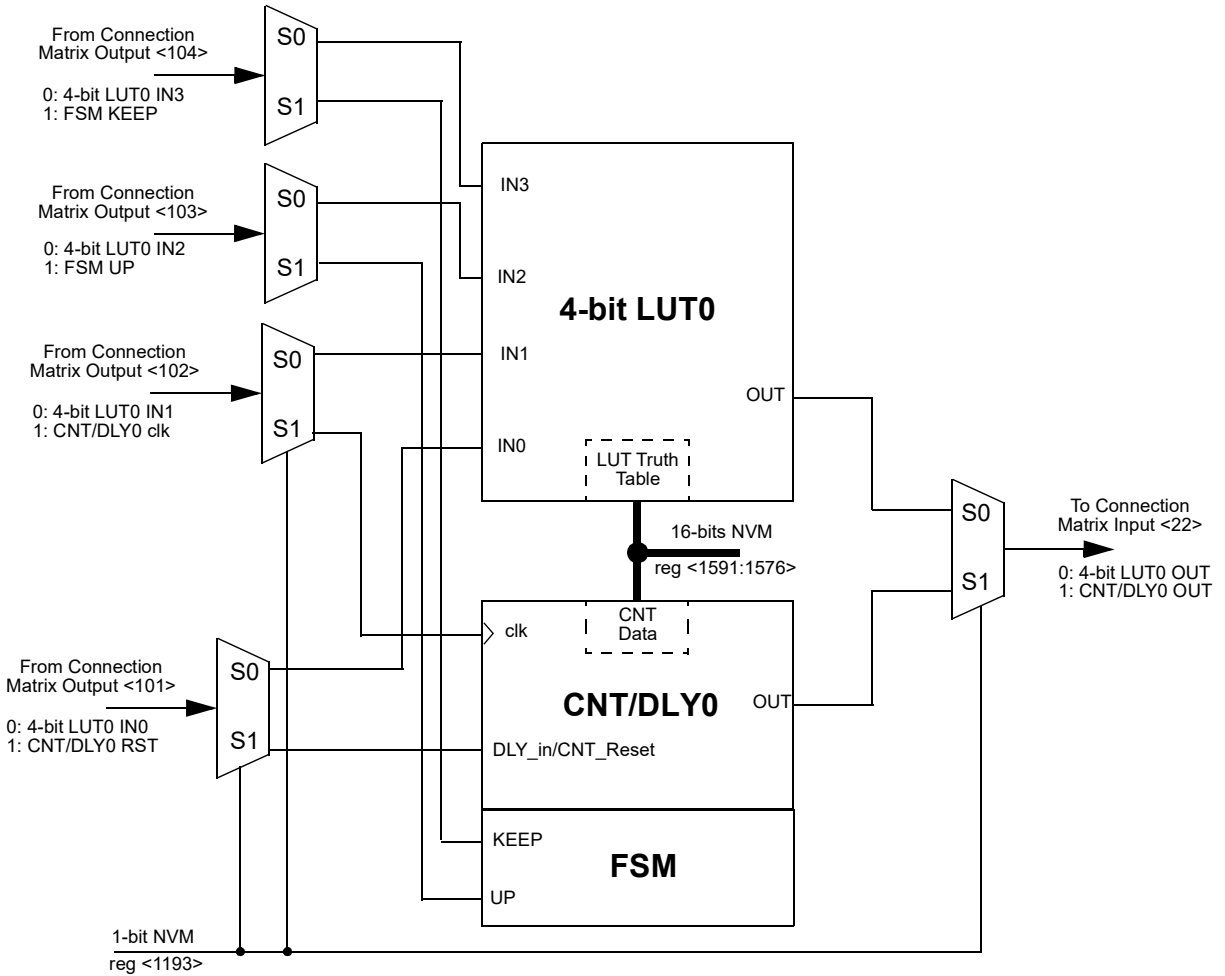 From Connection
Matrix Output <104>
0: 4-bit LUT0 IN3
1: FSM KEEP
S0
S1
From Connection
Matrix Output <103>
0: 4-bit LUT0 IN2
1: FSM UP
S0
S1
From Connection
Matrix Output <102>
0: 4-bit LUT0 IN1
1: CNT/DLY0 clk
S0
S1
From Connection
Matrix Output <101>
0: 4-bit LUT0 IN0
1: CNT/DLY0 RST
S0
S1
IN3
IN2
IN1
IN0
4-bit LUT0
OUT
LUT Truth
Table
16-bits NVM
reg <1591:1576>
CNT
Data
clk
CNT/DLY0
OUT
DLY_in/CNT_Reset
KEEP
FSM
UP
S0
S1
To Connection
Matrix Input <22>
0: 4-bit LUT0 OUT
1: CNT/DLY0 OUT
1-bit NVM
reg <1193>